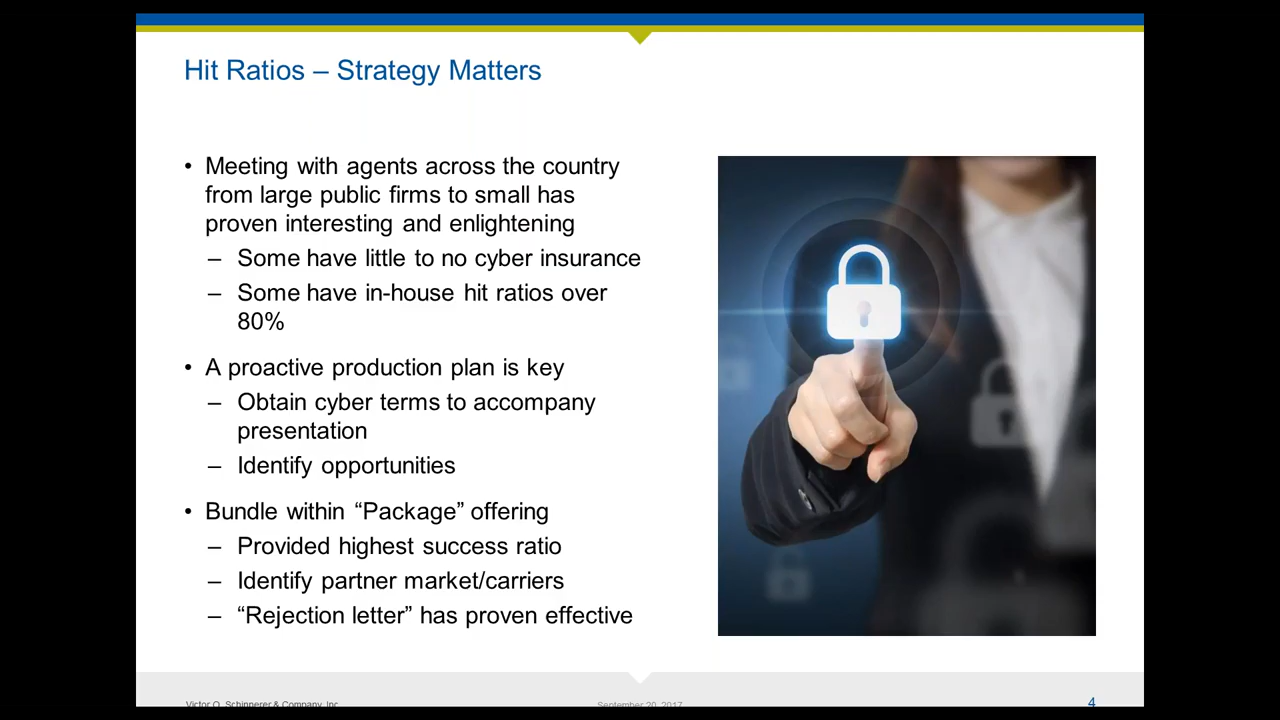 Hit Ratios – Strategy Matters
• Meeting with agents across the country
from large public firms to small has
proven interesting and enlightening
– Some have little to no cyber insurance
– Some have in-house hit ratios over
80%
• A proactive production plan is key
– Obtain cyber terms to accompany
presentation
– Identify opportunities
• Bundle within “Package” offering
– Provided highest success ratio
– Identify partner market/carriers
– “Rejection letter” has proven effective
Victor O. Schinnerer & Company, Inc.
September 20, 2017
4